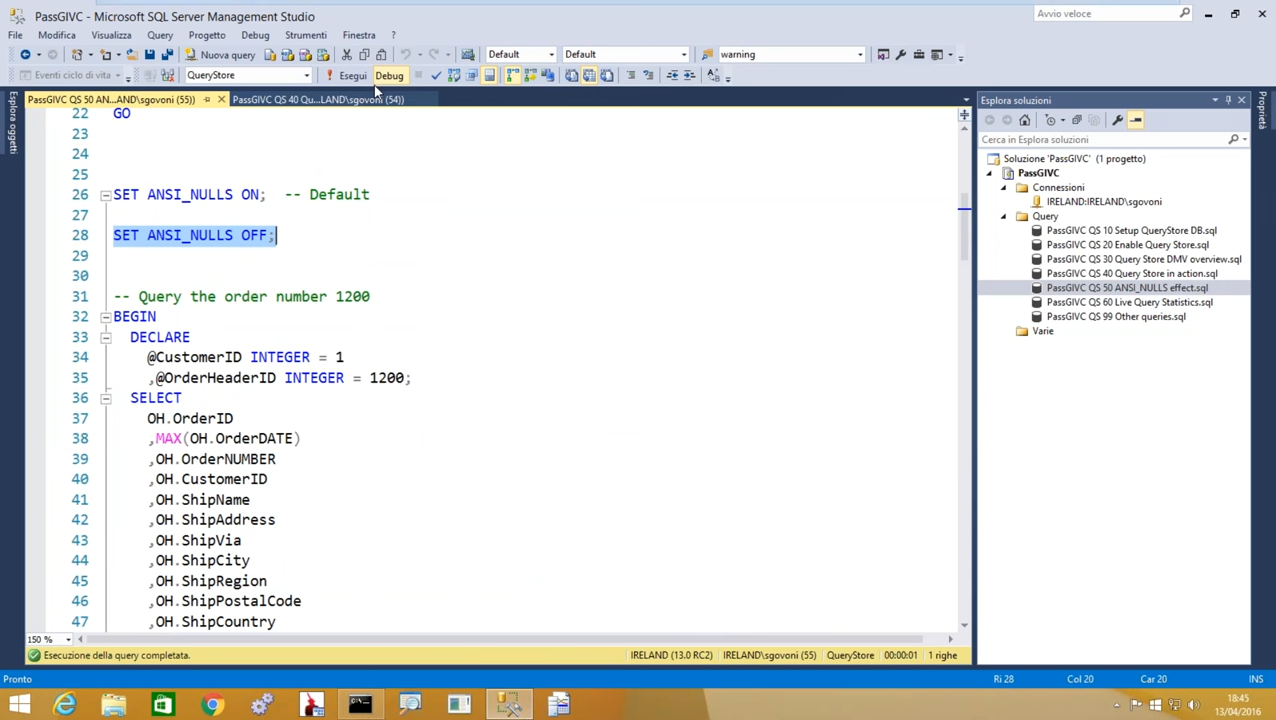 PassGIVC - Microsoft SQL Server Management Studio
Avvio veloce
File Modifica Visualizza Query Progetto Debug Strumenti Finestra ?
Nuova query Default Default warning
Eventi ciclo di vita QueryStore Esegui Debug
PassGIVC QS 50 AN...AND\sgovoni (55)) PassGIVC QS 40 Qu...LAND\sgovoni (54))
Esplora oggetti
22 GO
23
24
25
26 SET ANSI_NULLS ON; -- Default
27
28 SET ANSI_NULLS OFF;
29
30
31 -- Query the order number 1200
32 BEGIN
33 DECLARE
34 @CustomerID INTEGER = 1
35 ,@OrderHeaderID INTEGER = 1200;
36 SELECT
37 OH.OrderID
38 ,MAX(OH.OrderDATE)
39 ,OH.OrderNUMBER
40 ,OH.CustomerID
41 ,OH.ShipName
42 ,OH.ShipAddress
43 ,OH.ShipVia
44 ,OH.ShipCity
45 ,OH.ShipRegion
46 ,OH.ShipPostalCode
47 ,OH.ShipCountry
150 %
Esecuzione della query completata. IRELAND (13.0 RC2) IRELAND\sgovoni (55) QueryStore 00:00:01 1 righe
Esplora soluzioni
Cerca in Esplora soluzioni
Soluzione 'PassGIVC' (1 progetto)
PassGIVC
Connessioni
IRELAND:IRELAND\sgovoni
Query
PassGIVC QS 10 Setup QueryStore DB.sql
PassGIVC QS 20 Enable Query Store.sql
PassGIVC QS 30 Query Store DMV overview.sql
PassGIVC QS 40 Query Store in action.sql
PassGIVC QS 50 ANSI_NULLS effect.sql
PassGIVC QS 60 Live Query Statistics.sql
PassGIVC QS 99 Other queries.sql
Varie
Proprietà
Pronto Ri 28 Col 20 Car 20 INS
18:45
13/04/2016